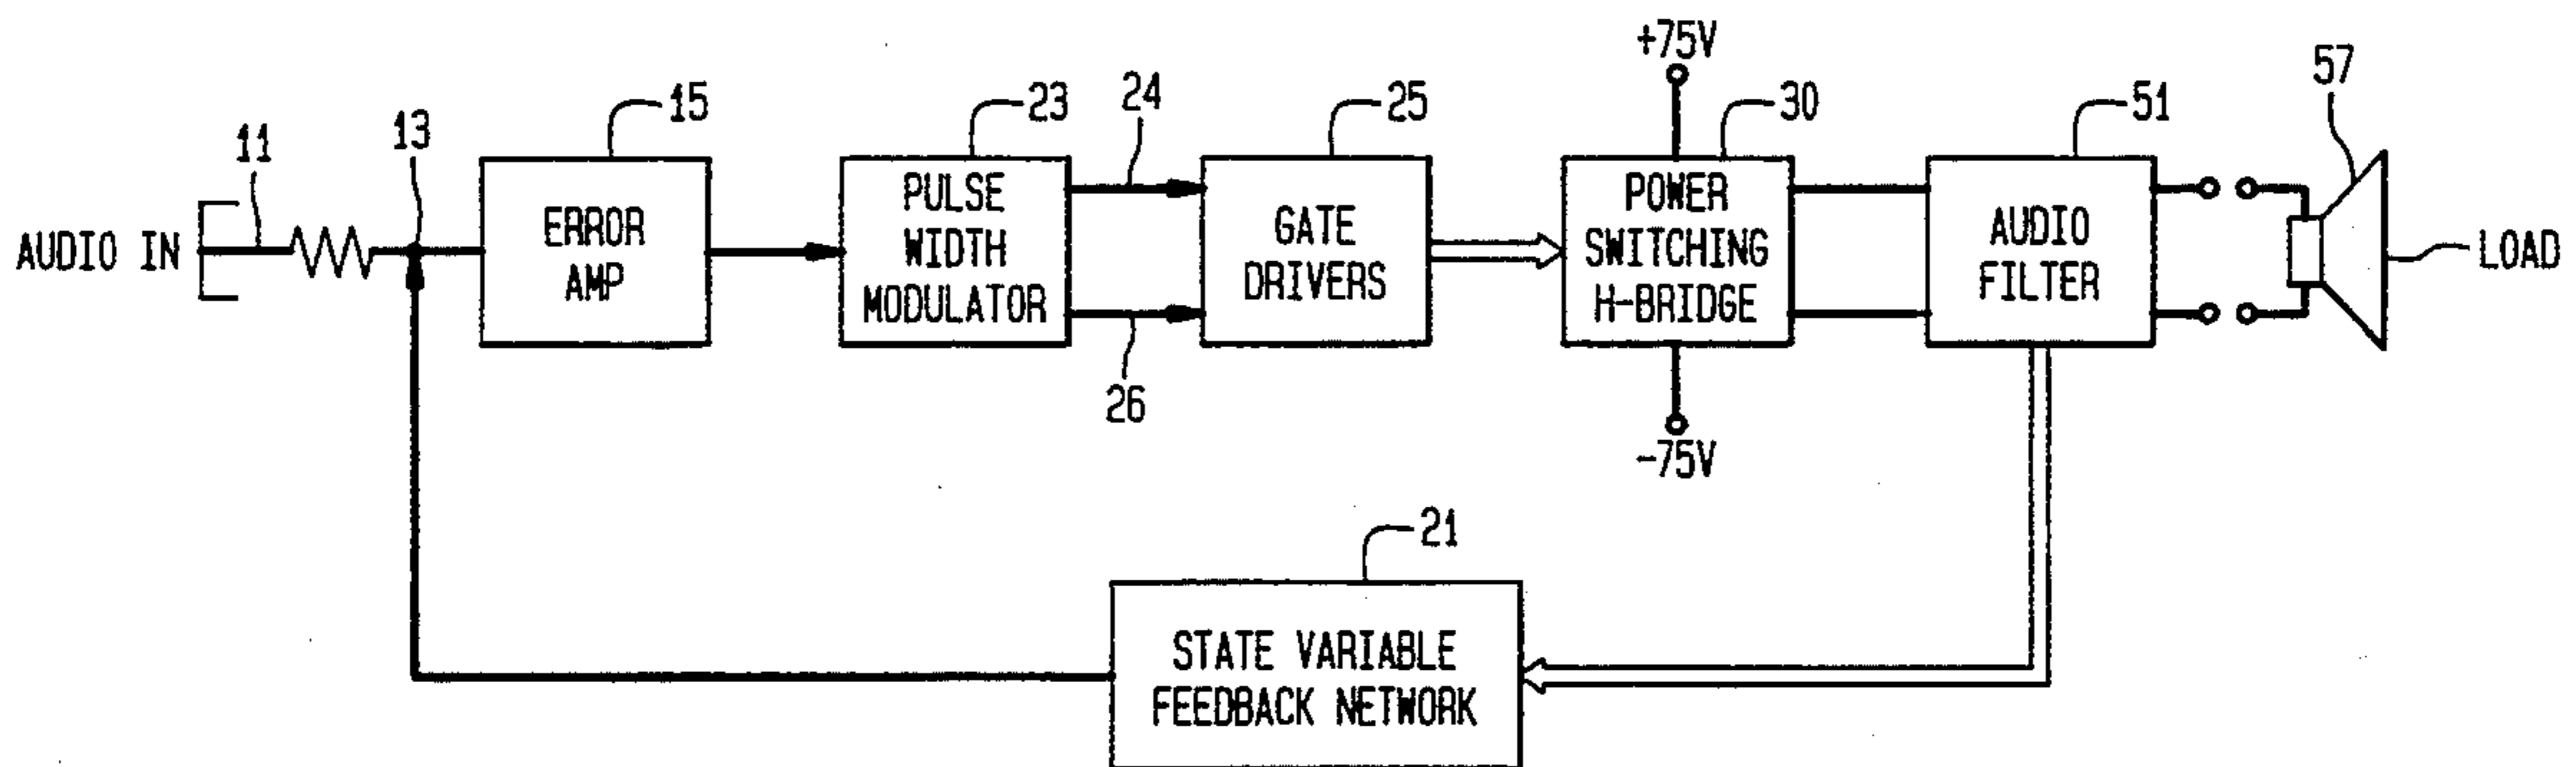 +75V
57
15
23
24
25
30
51
11
13
AUDIO IN
ERROR
AMP
PULSE
WIDTH
MODULATOR
GATE
DRIVERS
POWER
SWITCHING
H-BRIDGE
AUDIO
FILTER
LOAD
26
-75V
21
STATE VARIABLE
FEEDBACK NETWORK